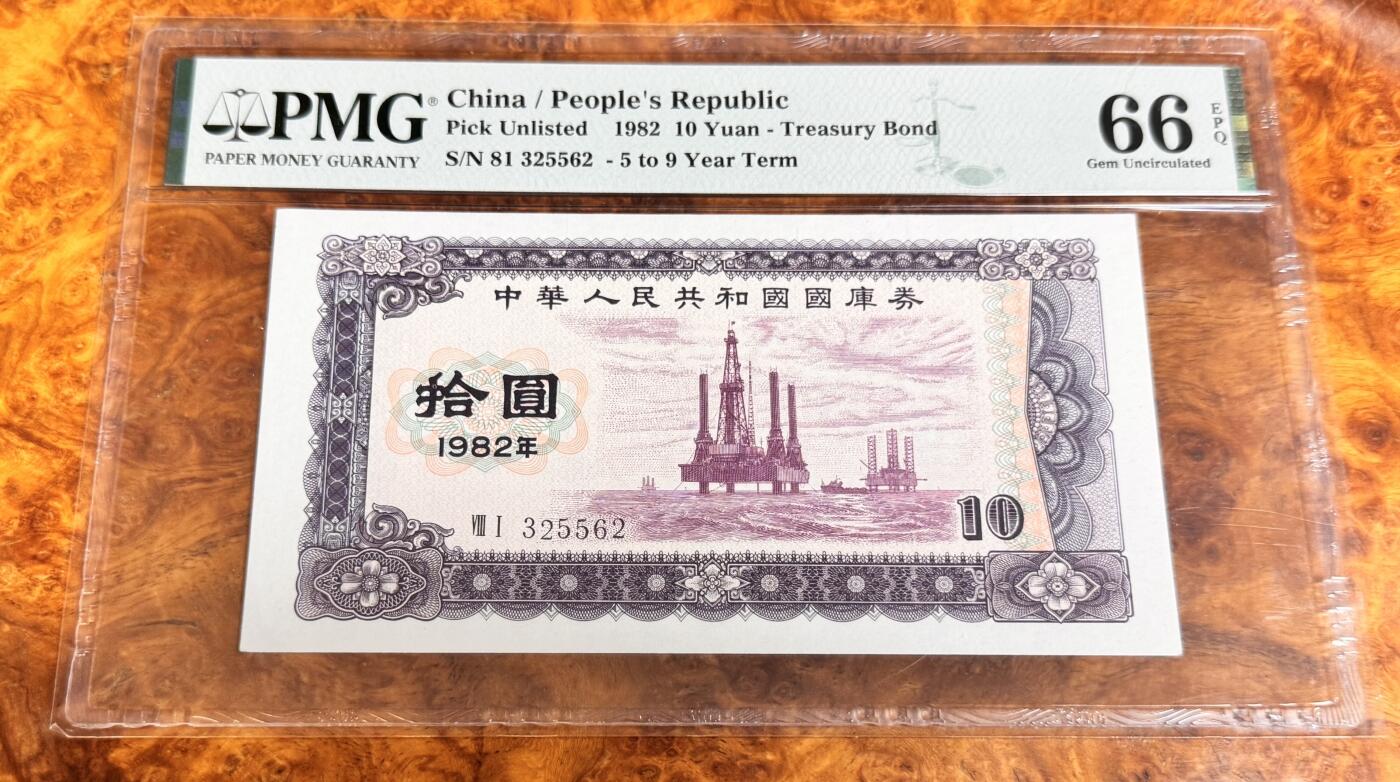 PMG®
PAPER MONEY GUARANTY
China / People's Republic
Pick Unlisted 1982 10 Yuan - Treasury Bond
S/N 81 325562 - 5 to 9 Year Term
66 EPQ
Gem Uncirculated
中華人民共和國國庫券
拾圓
1982年
Ⅷ Ⅰ 325562
10